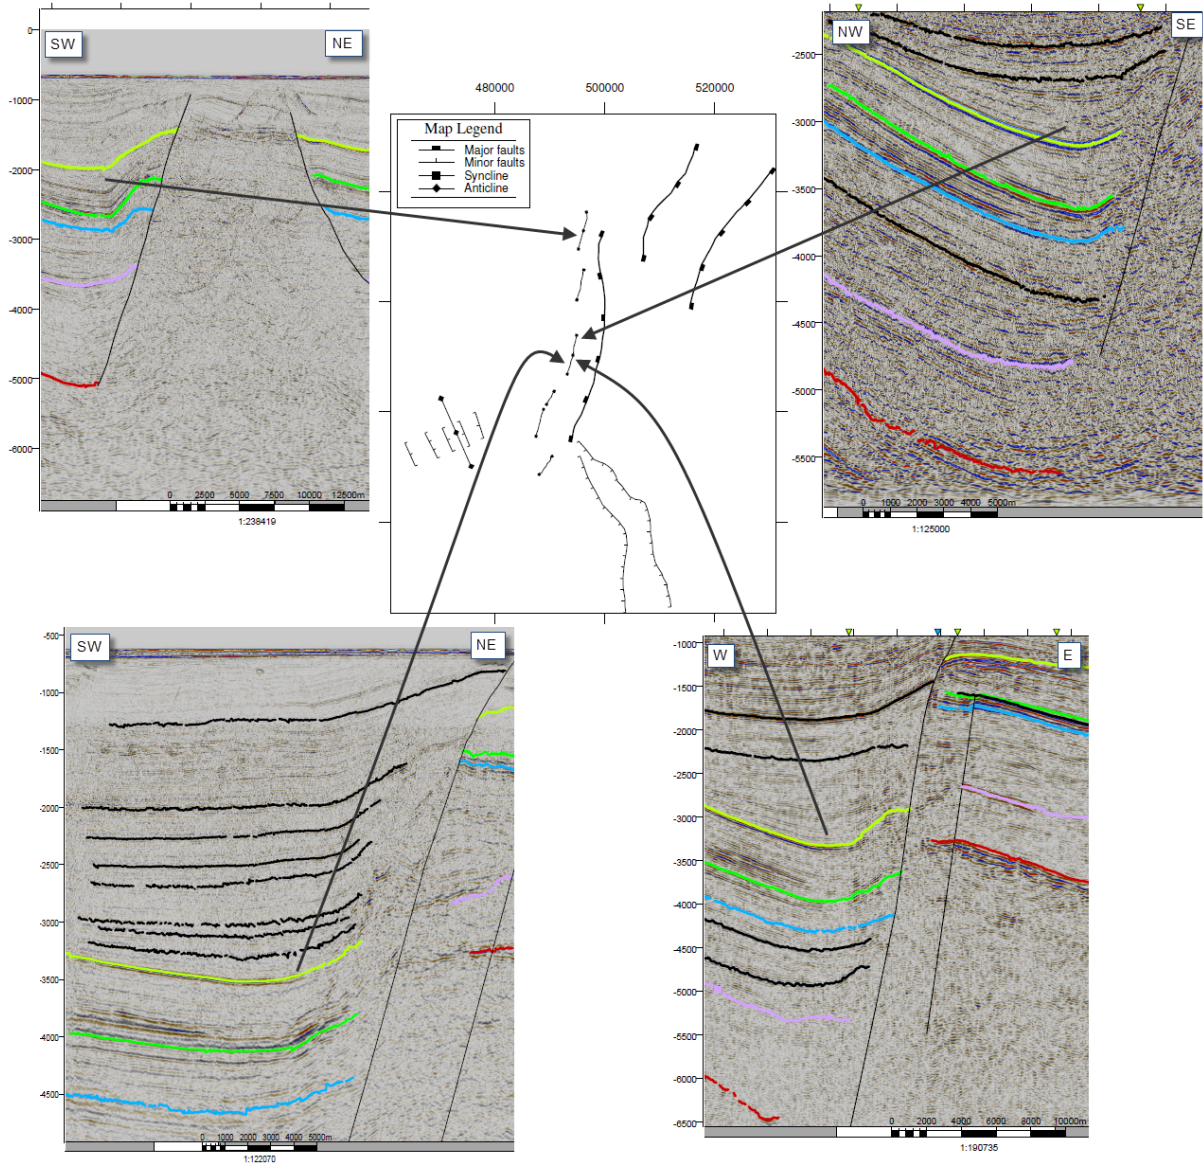 SW
NE
0
-1000
-2000
-3000
-4000
-5000
-6000
0 2500 5000 7500 10000 12500m
1:238419
480000 500000 520000
Map Legend
Major faults
Minor faults
Syncline
Anticline
NW
SE
-2500
-3000
-3500
-4000
-4500
-5000
-5500
0 1000 2000 3000 4000 5000m
1:125000
SW
NE
-500
-1000
-1500
-2000
-2500
-3000
-3500
-4000
-4500
0 1000 2000 3000 4000 5000m
1:122070
W
E
-1000
-1500
-2000
-2500
-3000
-3500
-4000
-4500
-5000
-5500
-6000
-6500
0 2000 4000 6000 8000 10000m
1:190735